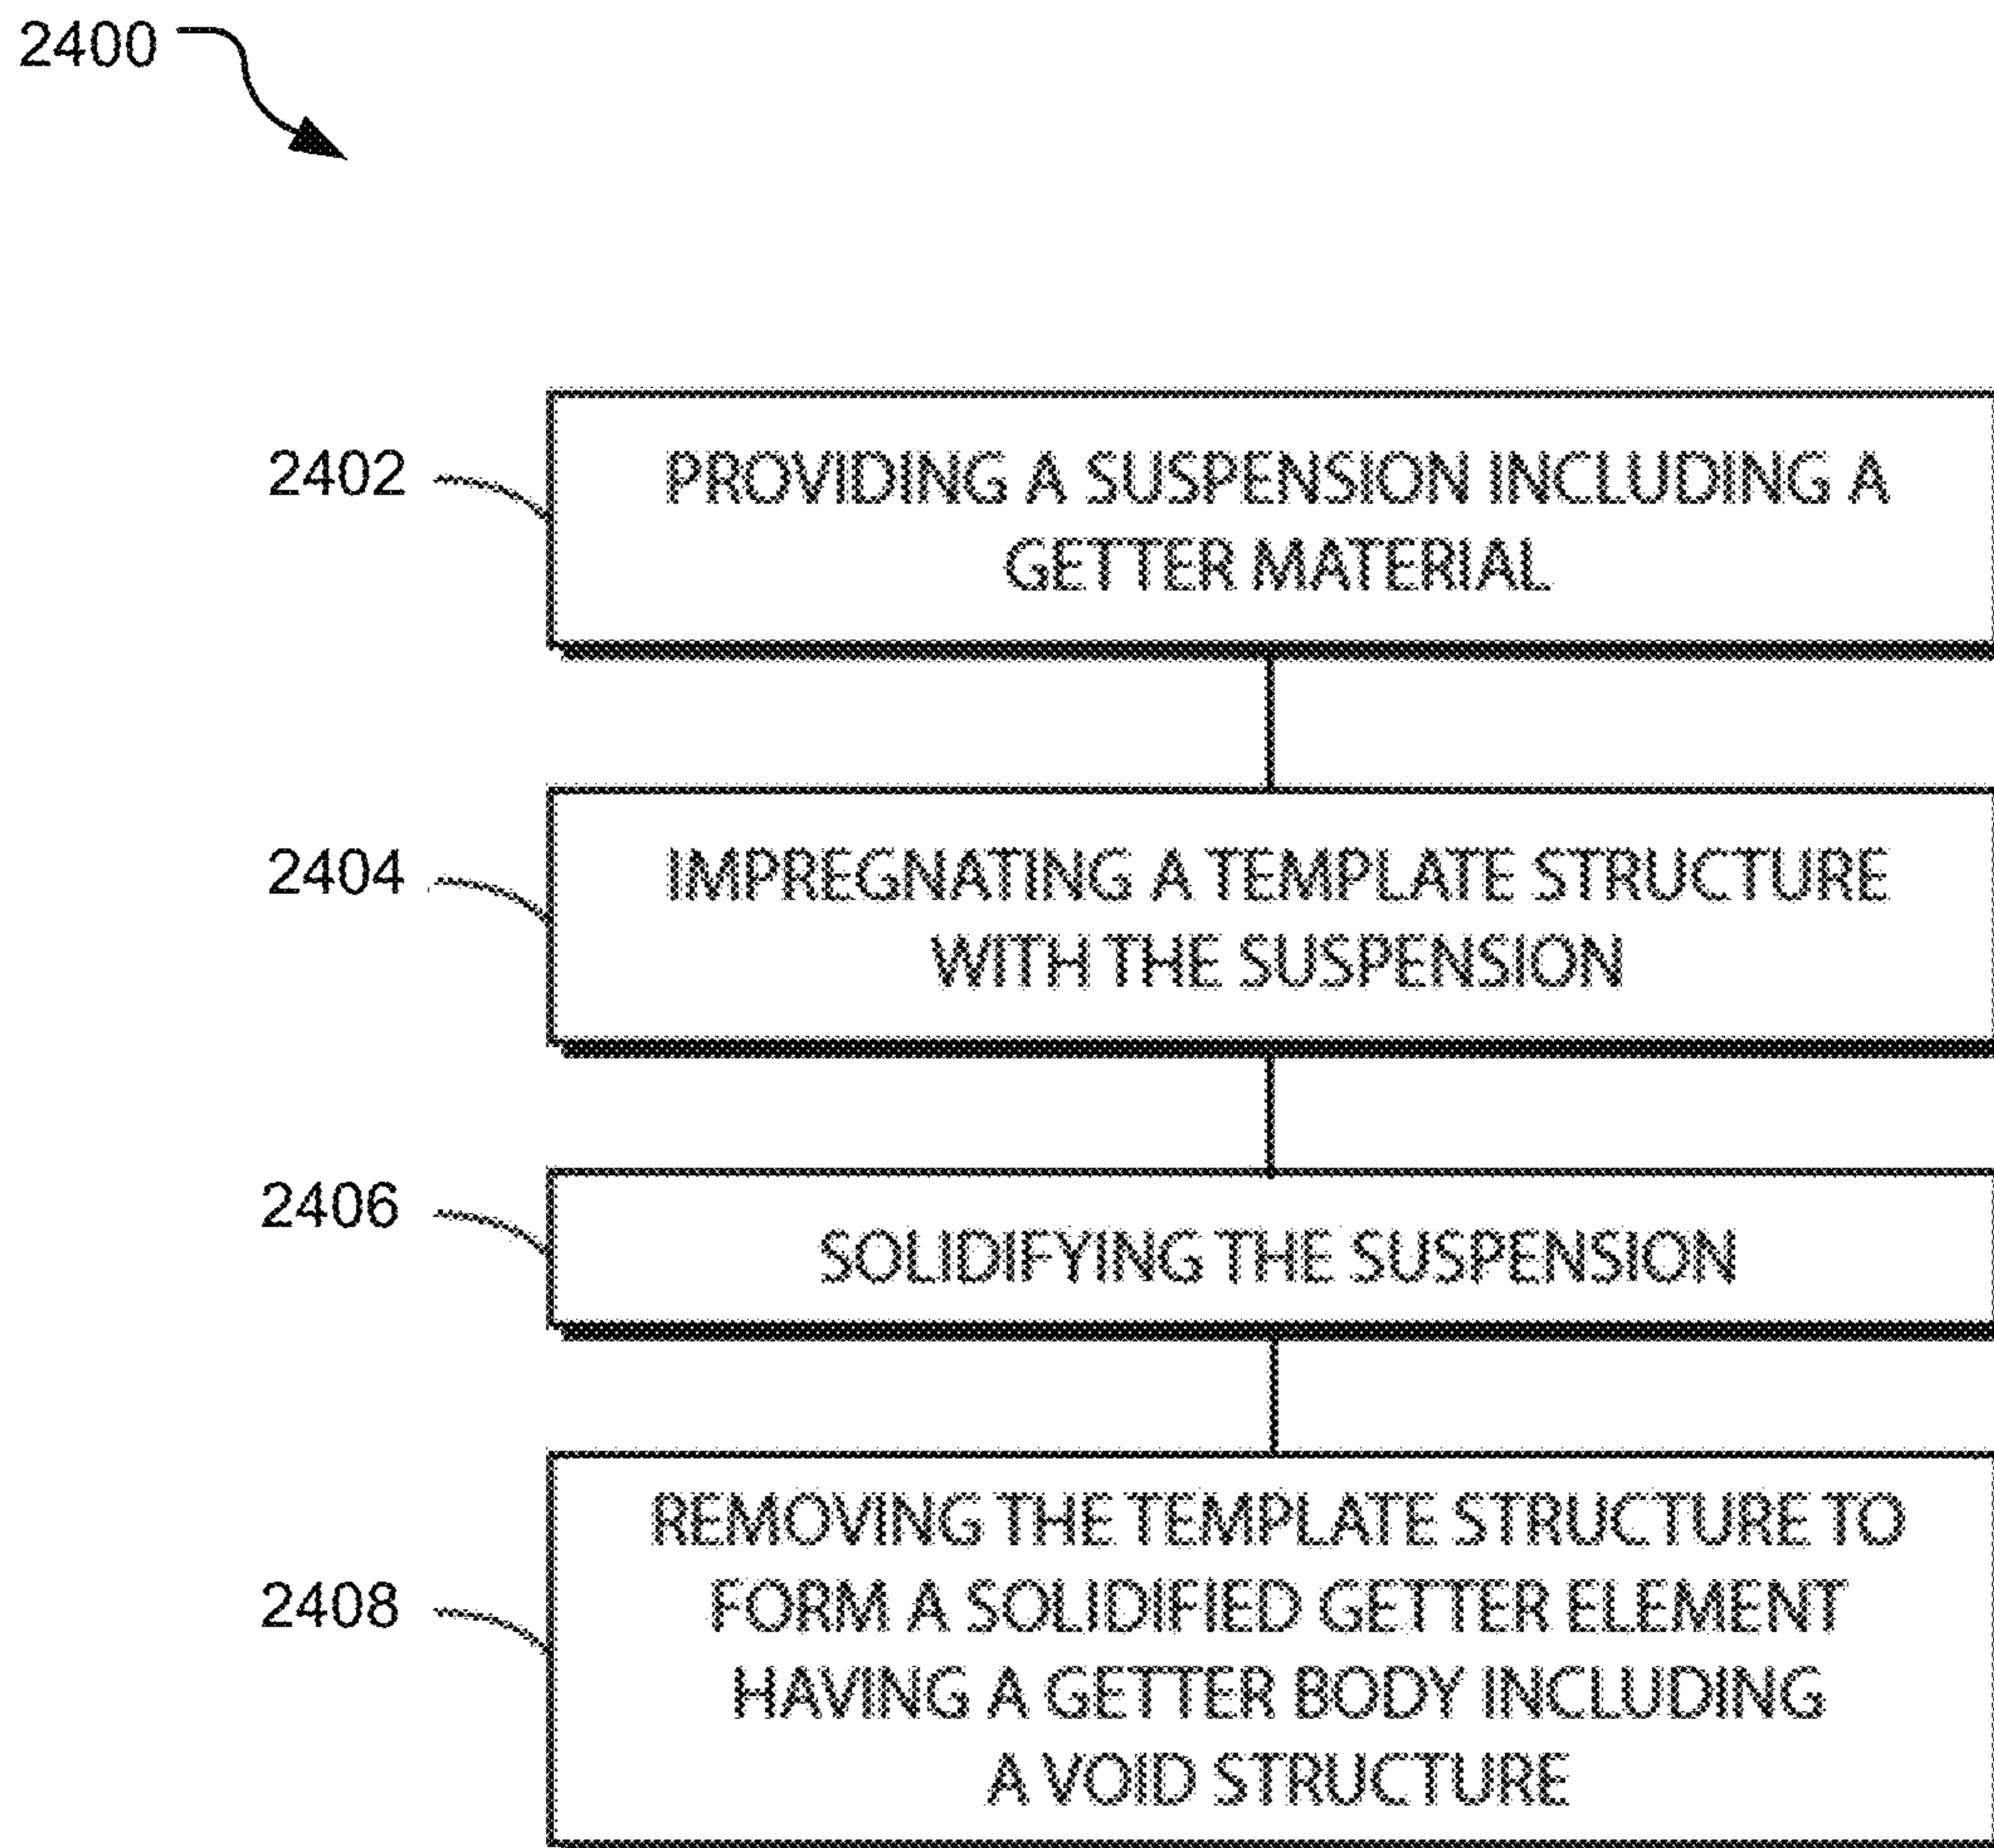 2400
2402
PROVIDING A SUSPENSION INCLUDING A
GETTER MATERIAL
2404
IMPREGNATING A TEMPLATE STRUCTURE
WITH THE SUSPENSION
2406
SOLIDIFYING THE SUSPENSION
2408
REMOVING THE TEMPLATE STRUCTURE TO
FORM A SOLIDIFIED GETTER ELEMENT
HAVING A GETTER BODY INCLUDING
A VOID STRUCTURE